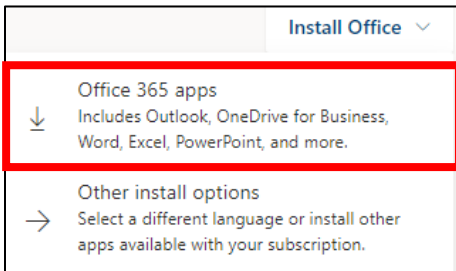 Install Office
Office 365 apps
Includes Outlook, OneDrive for Business,
Word, Excel, PowerPoint, and more.
Other install options
Select a different language or install other
apps available with your subscription.